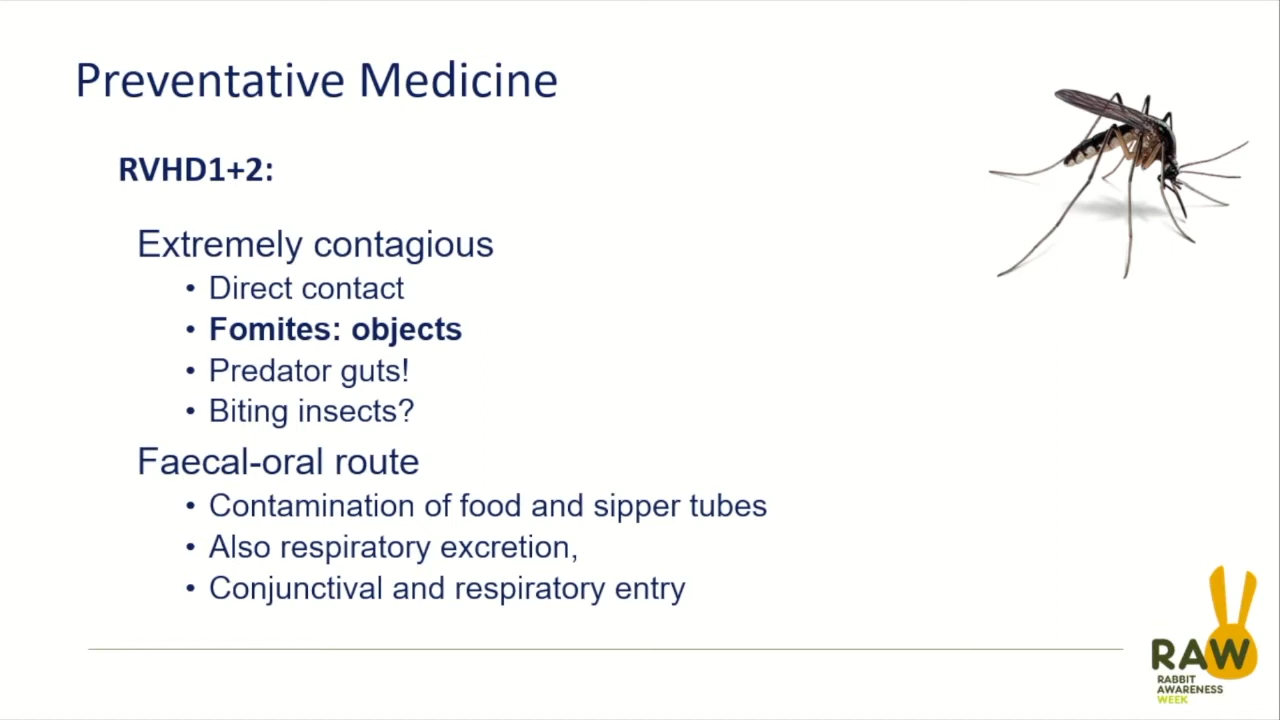 Preventative Medicine
RVHD1+2:
Extremely contagious
• Direct contact
• Fomites: objects
• Predator guts!
• Biting insects?
Faecal-oral route
• Contamination of food and sipper tubes
• Also respiratory excretion,
• Conjunctival and respiratory entry
RAW
RABBIT
AWARENESS
WEEK